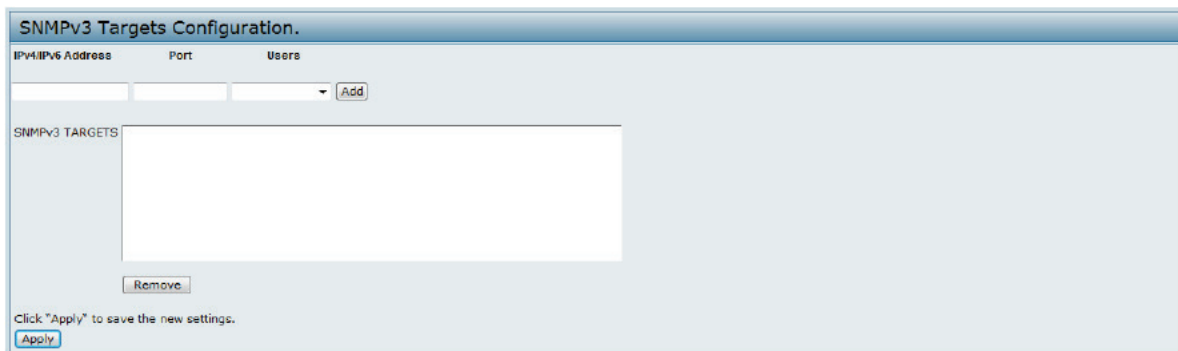 SNMPv3 Targets Configuration.
IPv4/IPv6 Address Port Users
Add
SNMPv3 TARGETS
Remove
Click "Apply" to save the new settings.
Apply